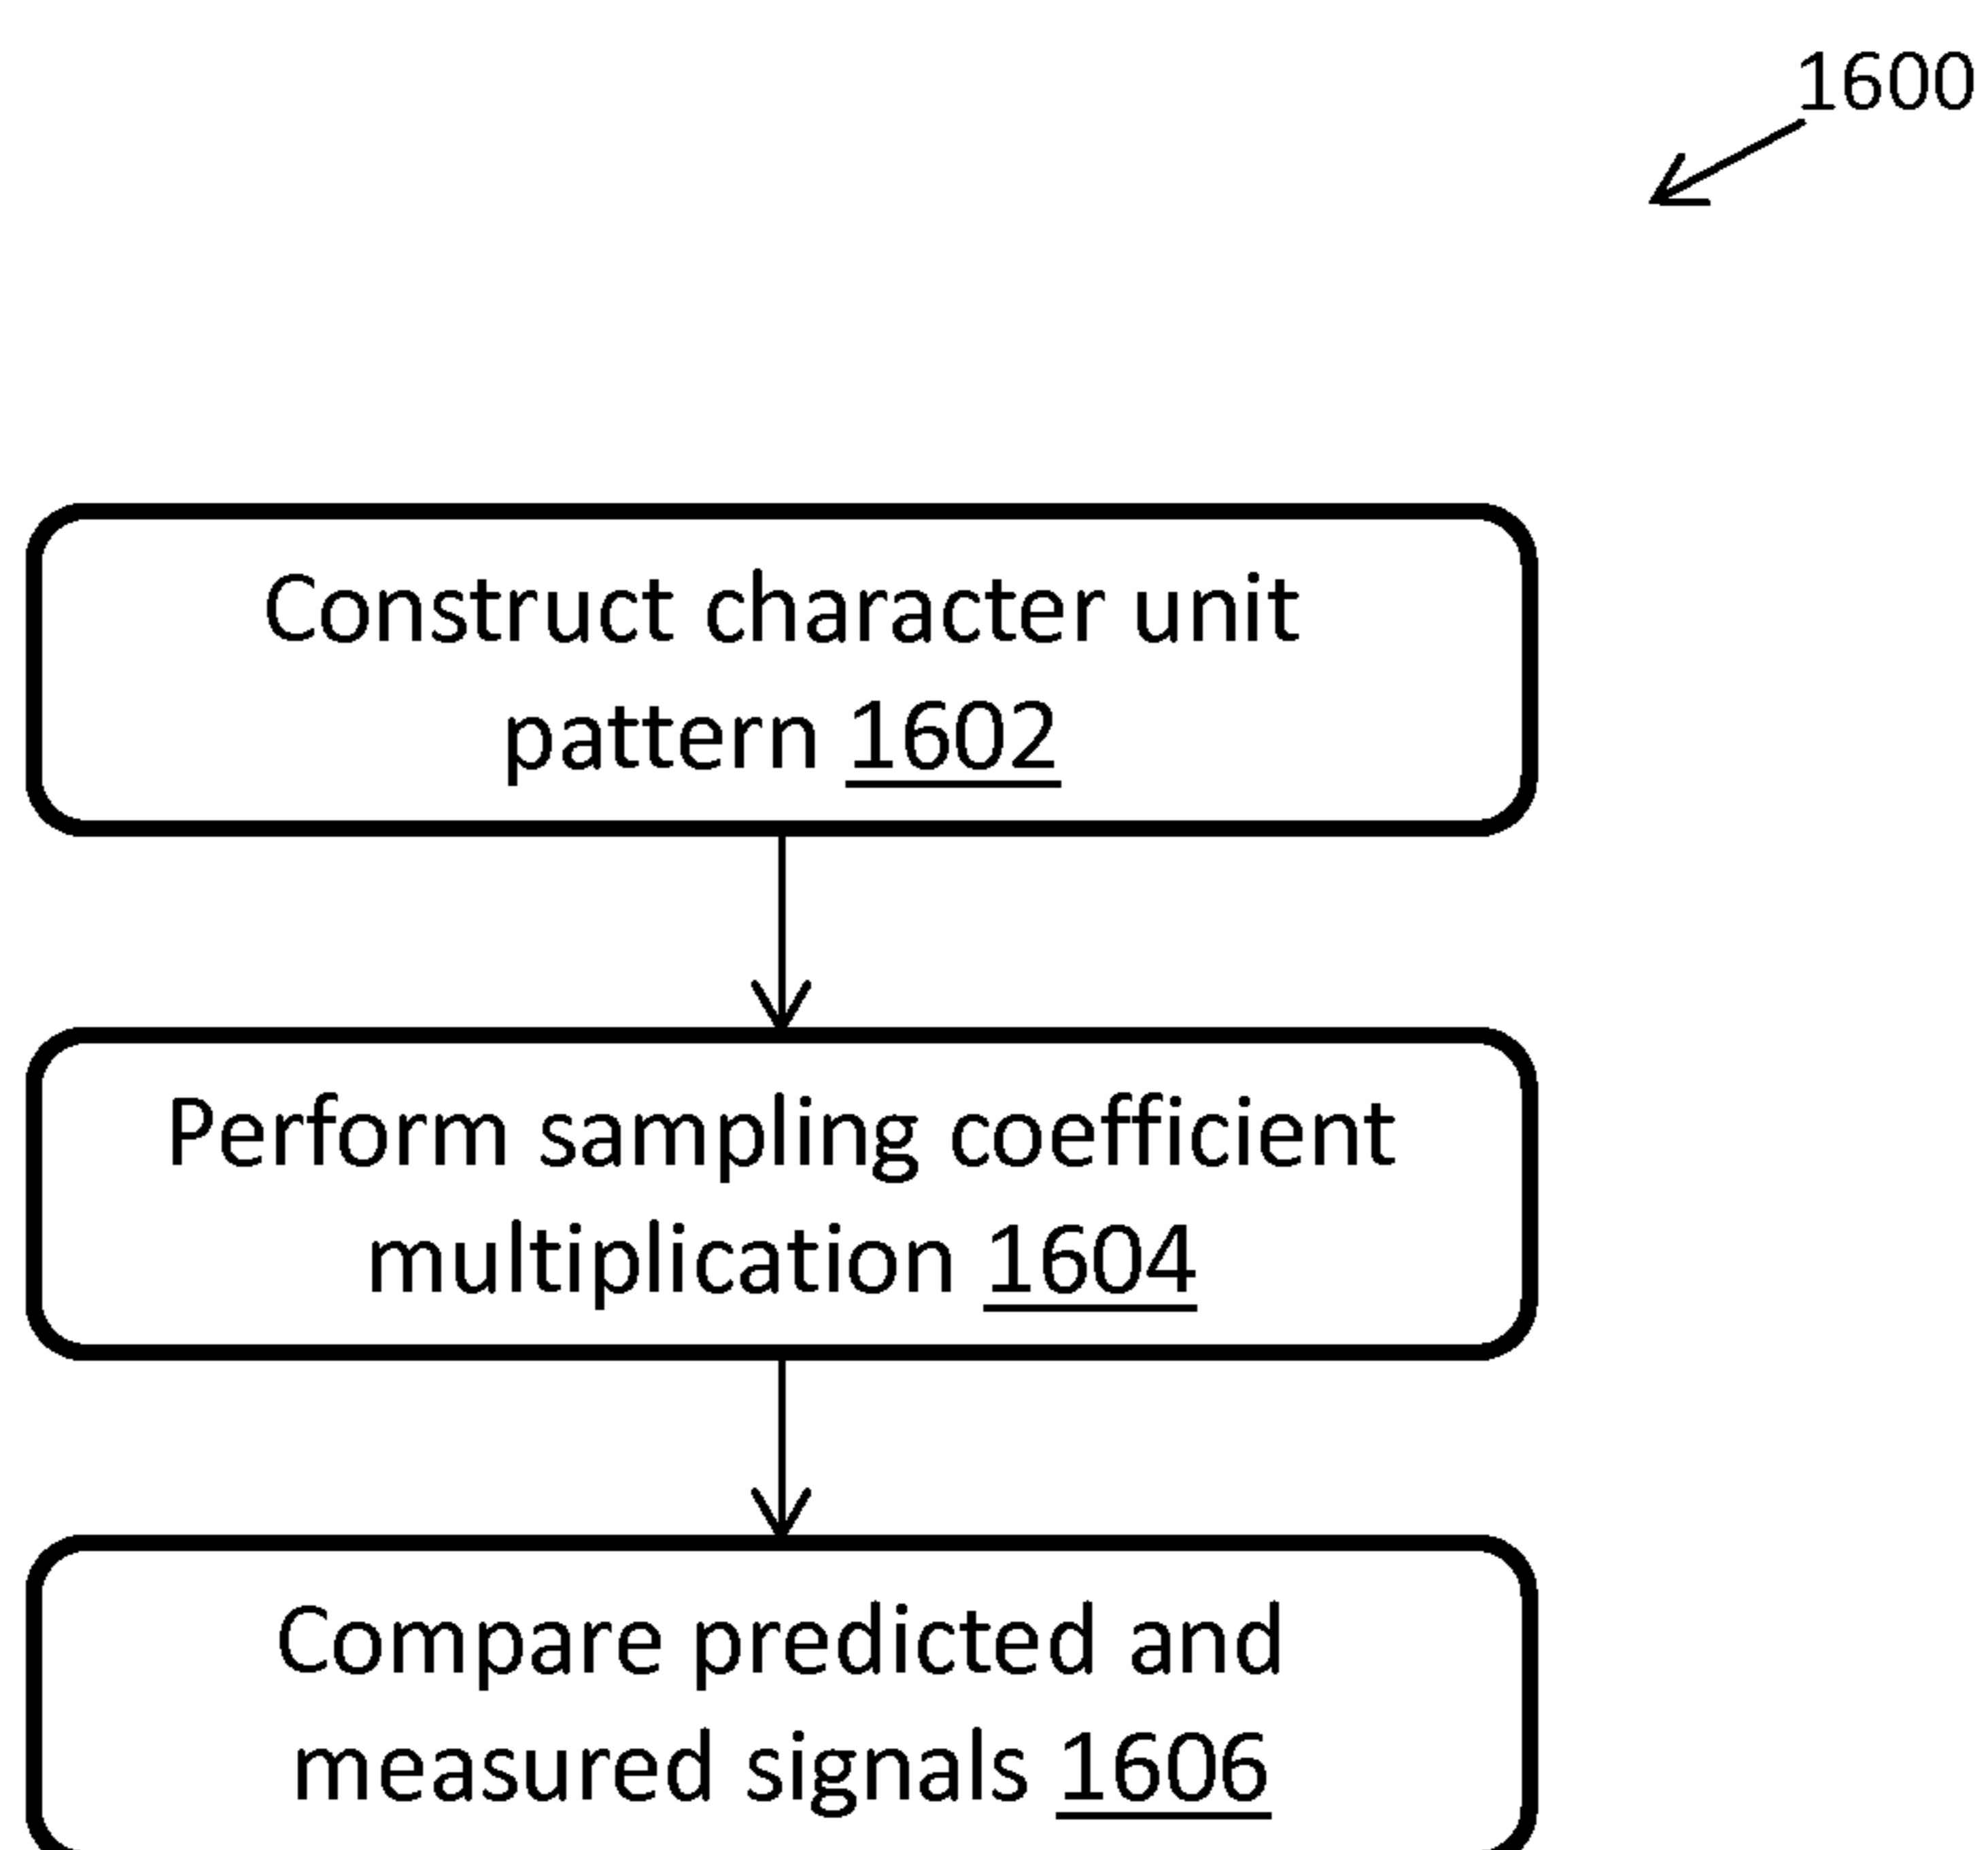 1600
Construct character unit
pattern 1602
Perform sampling coefficient
multiplication 1604
Compare predicted and
measured signals 1606